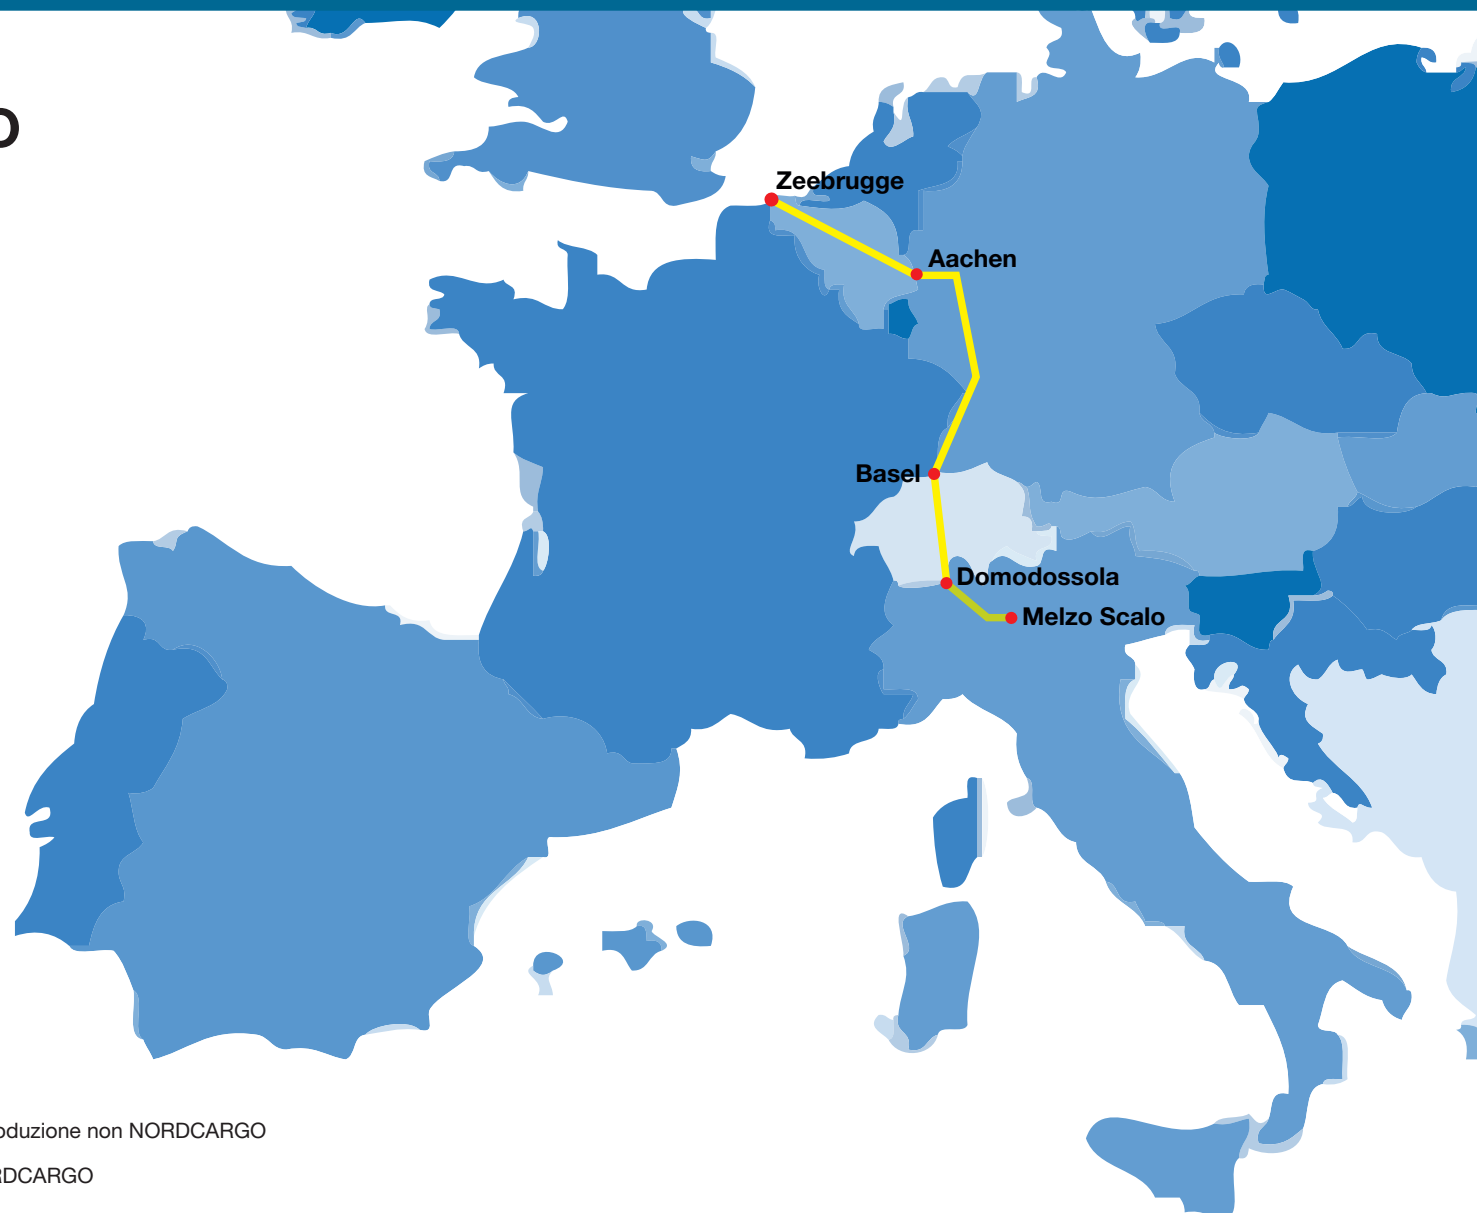 O
Zeebrugge
Aachen
Basel
Domodossola
Melzo Scalo
oduzione non NORDCARGO
RDCARGO